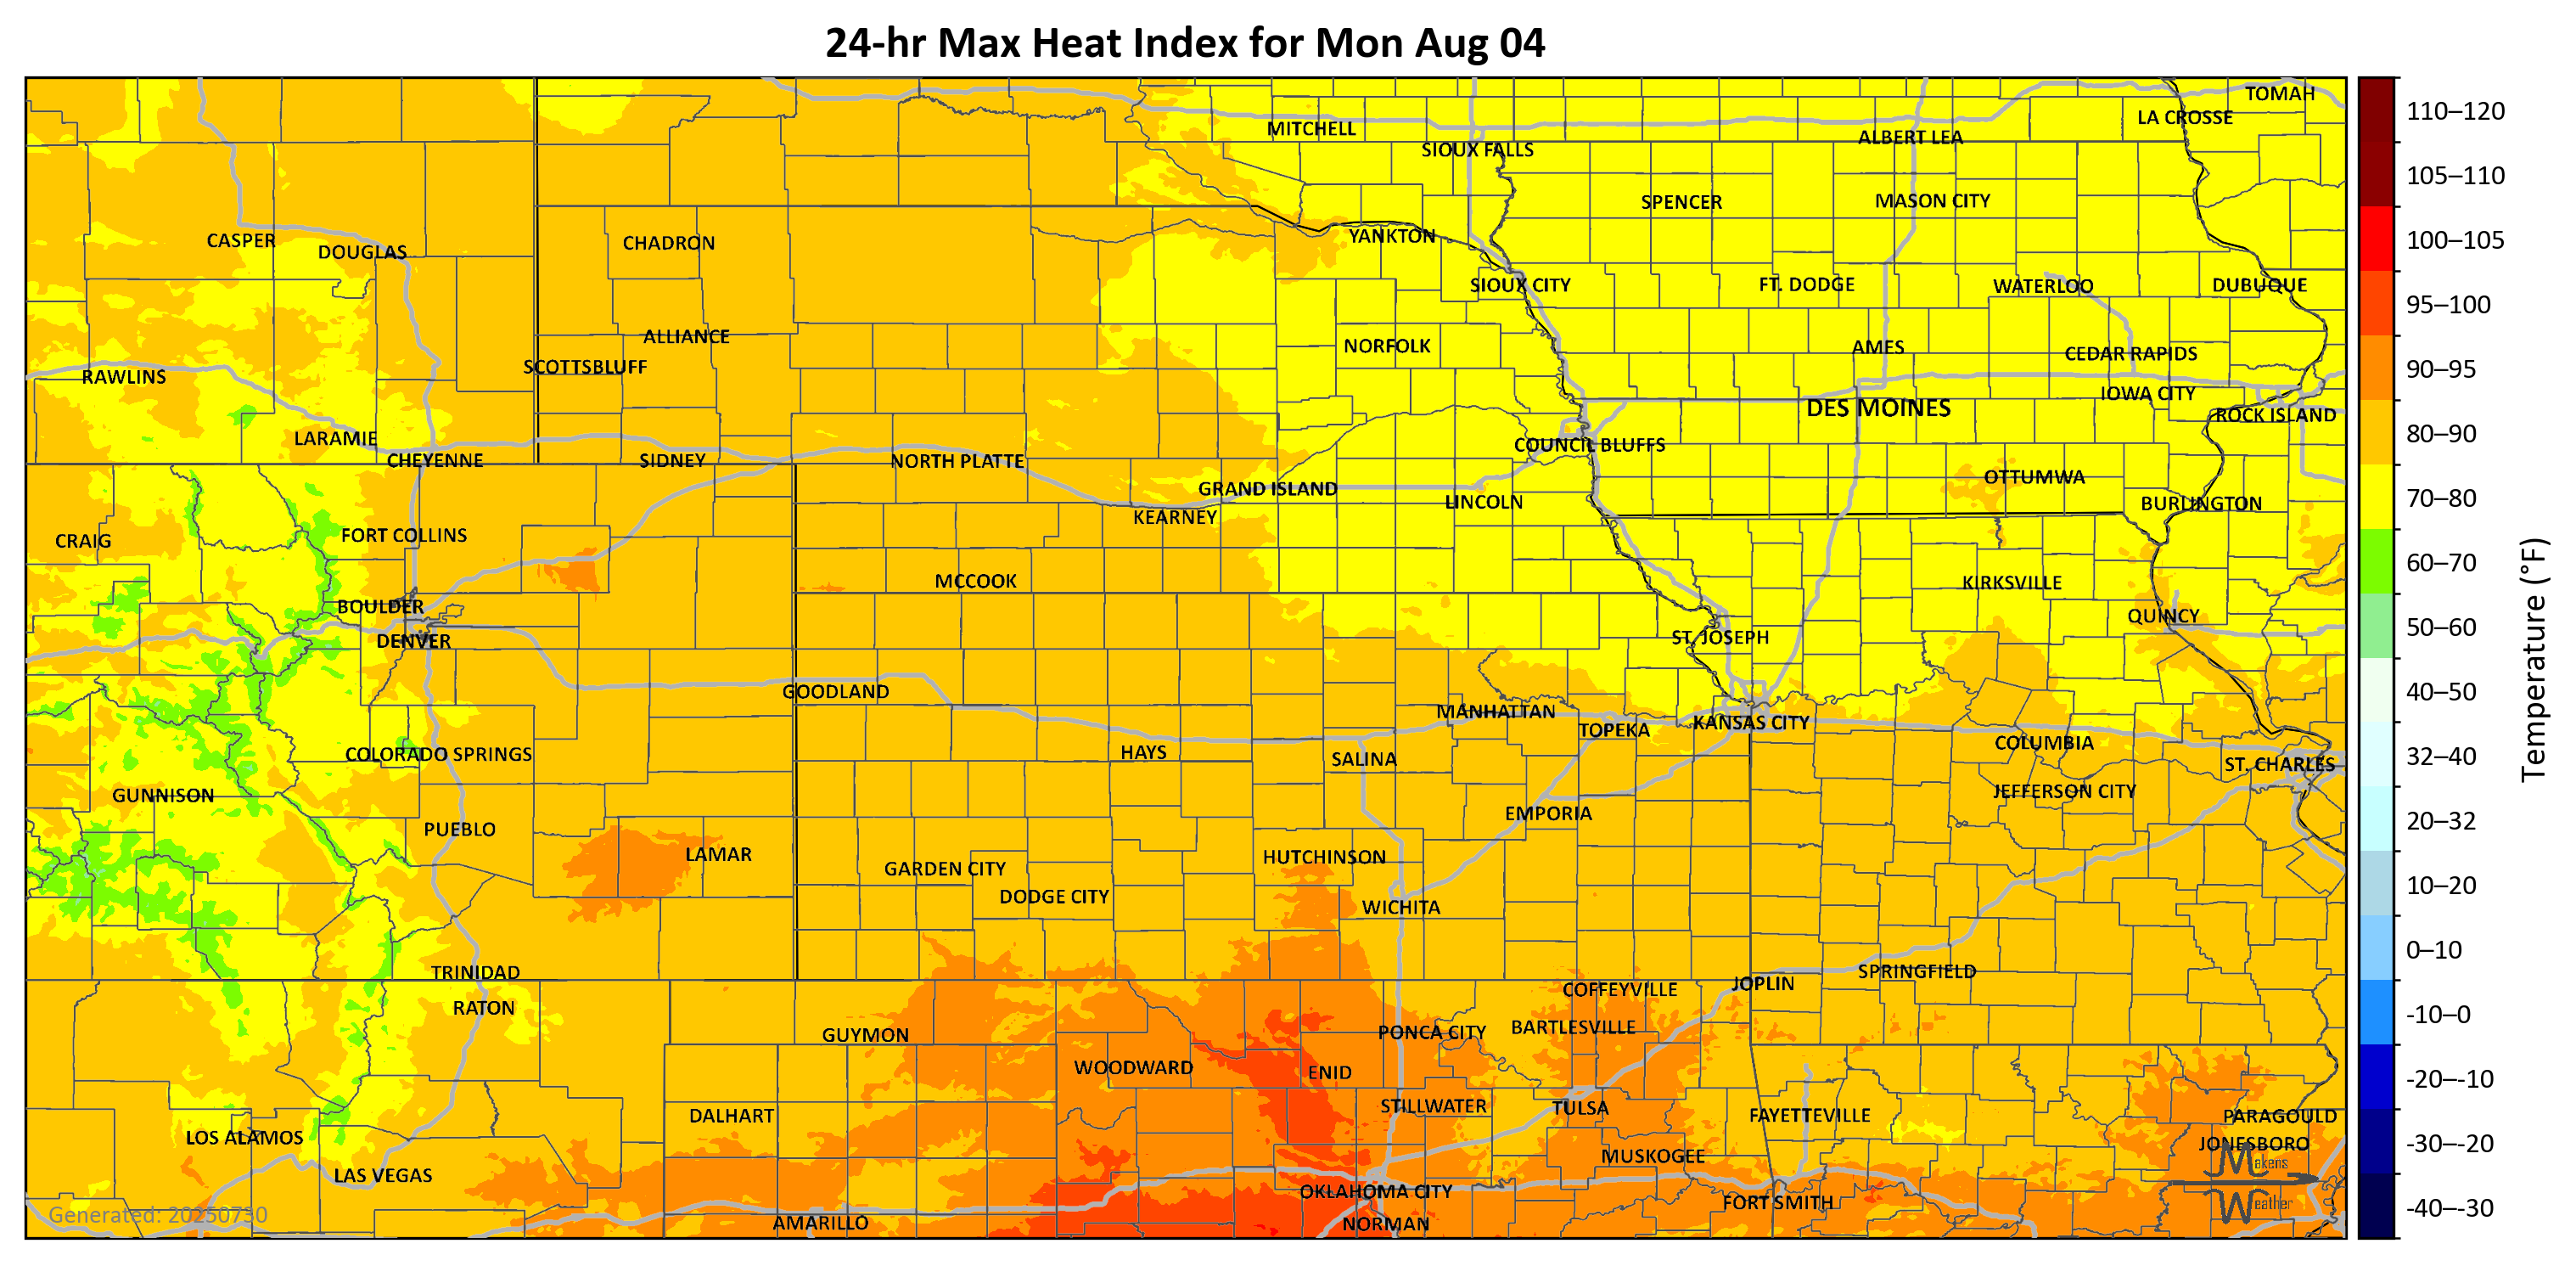 24-hr Max Heat Index for Mon Aug 04
TOMAH
LA CROSSE
MITCHELL
ALBERT LEA
SIOUX FALLS
SPENCER
MASON CITY
YANKTON
CASPER
CHADRON
DOUGLAS
SIOUX CITY
FT. DODGE
WATERLOO
DUBUQUE
ALLIANCE
NORFOLK
AMES
CEDAR RAPIDS
SCOTTSBLUFF
RAWLINS
IOWA CITY
DES MOINES
ROCK ISLAND
LARAMIE
COUNCIL BLUFFS
CHEYENNE
SIDNEY
NORTH PLATTE
OTTUMWA
GRAND ISLAND
LINCOLN
BURLINGTON
KEARNEY
FORT COLLINS
CRAIG
MCCOOK
KIRKSVILLE
BOULDER
QUINCY
DENVER
ST. JOSEPH
GOODLAND
MANHATTAN
KANSAS CITY
TOPEKA
COLUMBIA
HAYS
COLORADO SPRINGS
SALINA
ST. CHARLES
GUNNISON
JEFFERSON CITY
EMPORIA
PUEBLO
LAMAR
HUTCHINSON
GARDEN CITY
DODGE CITY
WICHITA
TRINIDAD
SPRINGFIELD
JOPLIN
COFFEYVILLE
RATON
BARTLESVILLE
PONCA CITY
GUYMON
WOODWARD
ENID
STILLWATER
TULSA
DALHART
FAYETTEVILLE
PARAGOULD
LOS ALAMOS
JONESBORO
MUSKOGEE
LAS VEGAS
OKLAHOMA CITY
FORT SMITH
AMARILLO
NORMAN
Generated: 20250730
Makens
Weather
110–120
105–110
100–105
95–100
90–95
80–90
70–80
60–70
50–60
40–50
32–40
20–32
10–20
0–10
-10–0
-20–-10
-30–-20
-40–-30
Temperature (°F)